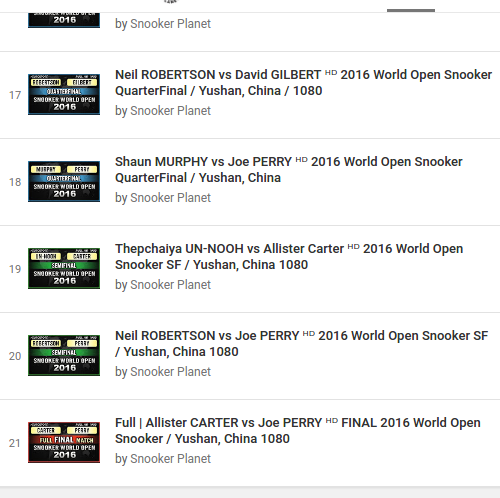 SNOOKER WORLD OPEN
2016
by Snooker Planet
17
ROBERTSON GILBERT
QUARTERFINAL
SNOOKER WORLD OPEN
2016
Neil ROBERTSON vs David GILBERT ᴴᴰ 2016 World Open Snooker
QuarterFinal / Yushan, China / 1080
by Snooker Planet
18
MURPHY PERRY
QUARTERFINAL
SNOOKER WORLD OPEN
2016
Shaun MURPHY vs Joe PERRY ᴴᴰ 2016 World Open Snooker
QuarterFinal / Yushan, China
by Snooker Planet
19
UN-NOOH CARTER
SEMIFINAL
SNOOKER WORLD OPEN
2016
Thepchaiya UN-NOOH vs Allister Carter ᴴᴰ 2016 World Open
Snooker SF / Yushan, China 1080
by Snooker Planet
20
ROBERTSON PERRY
SEMIFINAL
SNOOKER WORLD OPEN
2016
Neil ROBERTSON vs Joe PERRY ᴴᴰ 2016 World Open Snooker SF
/ Yushan, China 1080
by Snooker Planet
21
CARTER PERRY
FULL FINAL MATCH
SNOOKER WORLD OPEN
2016
Full | Allister CARTER vs Joe PERRY ᴴᴰ FINAL 2016 World Open
Snooker / Yushan, China 1080
by Snooker Planet